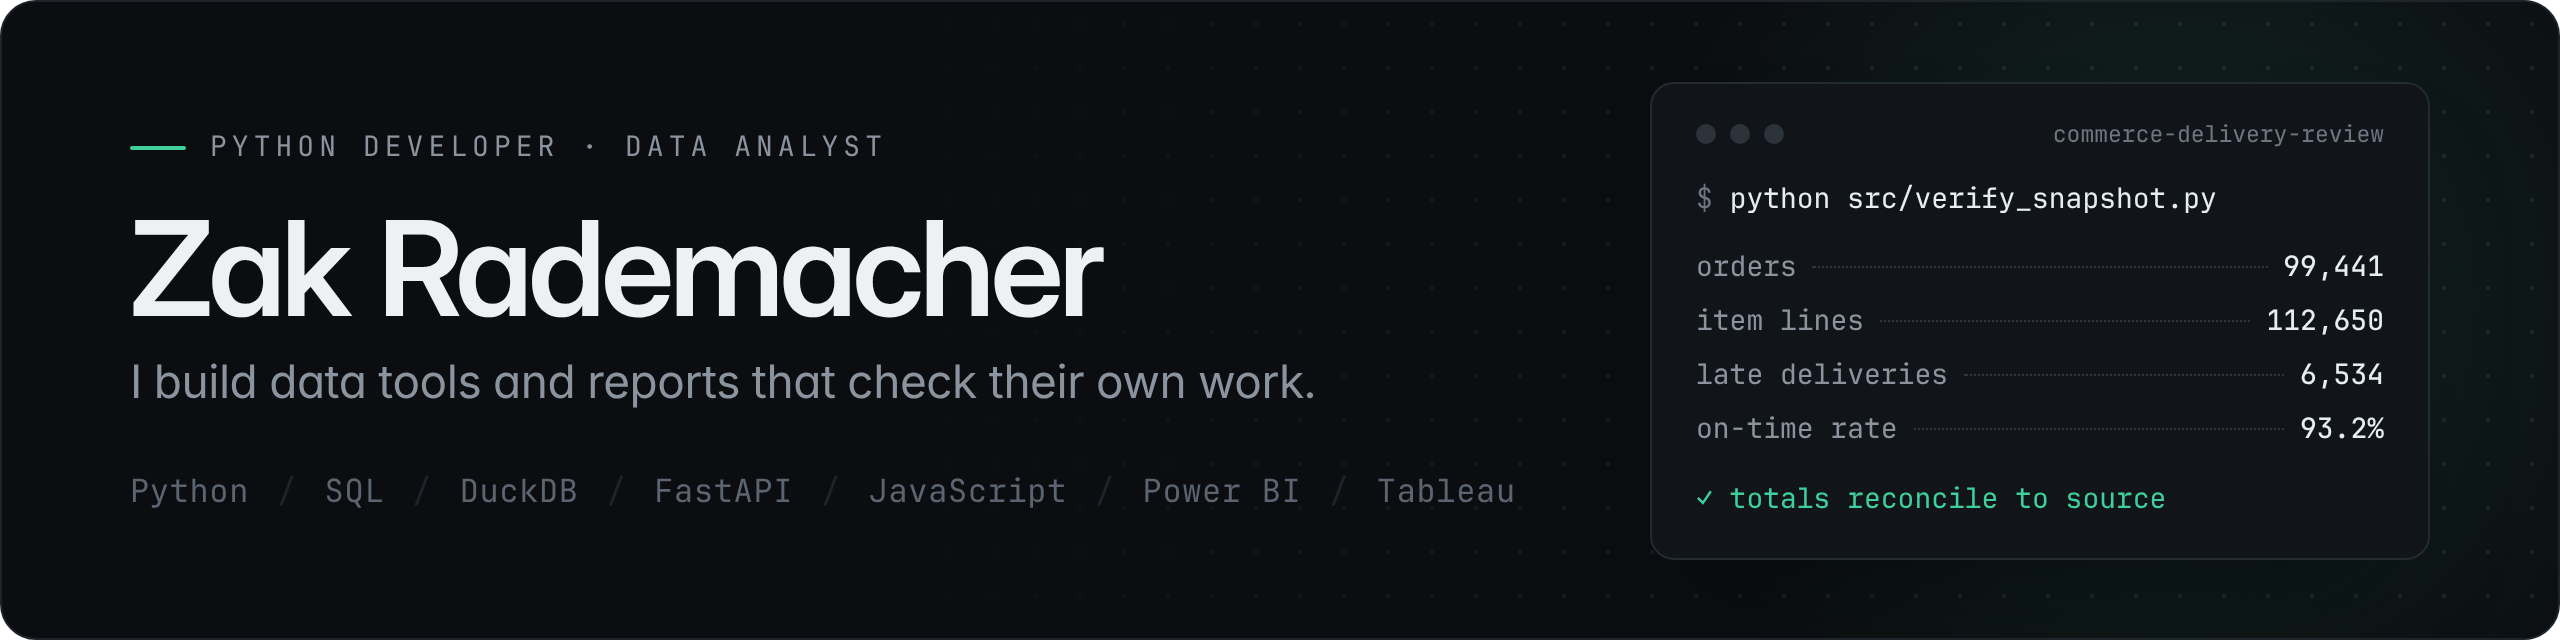 PYTHON DEVELOPER · DATA ANALYST
Zak Rademacher
I build data tools and reports that check their own work.
Python / SQL / DuckDB / FastAPI / JavaScript / Power BI / Tableau
commerce-delivery-review
$ python src/verify_snapshot.py
orders 99,441
item lines 112,650
late deliveries 6,534
on-time rate 93.2%
✓ totals reconcile to source